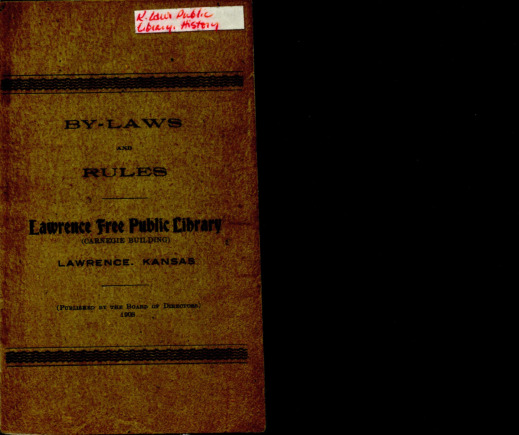 K. Law's Public
Library. History
BY-LAWS
AND
RULES
Lawrence Free Public Library
(CARNEGIE BUILDING)
LAWRENCE, KANSAS.
(PUBLISHED BY THE BOARD OF DIRECTORS)